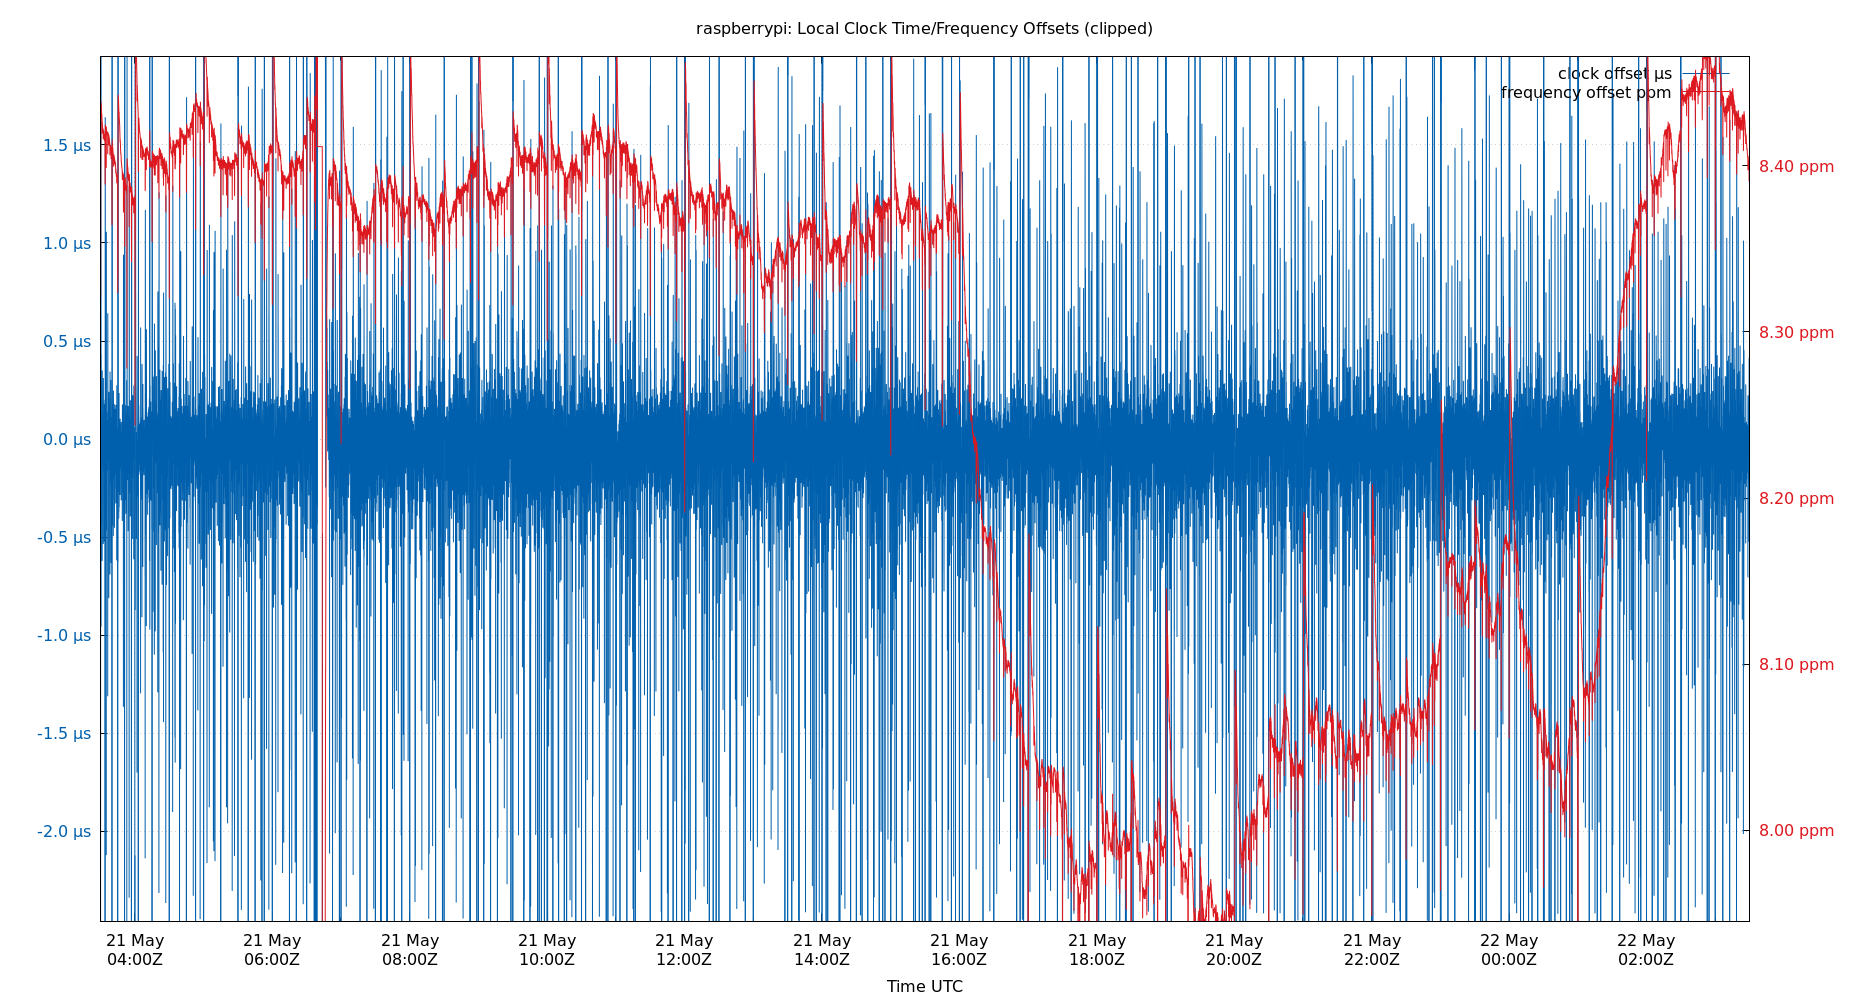 raspberrypi: Local Clock Time/Frequency Offsets (clipped)
clock offset µs
frequency offset ppm
1.5 µs
1.0 µs
0.5 µs
0.0 µs
-0.5 µs
-1.0 µs
-1.5 µs
-2.0 µs
8.40 ppm
8.30 ppm
8.20 ppm
8.10 ppm
8.00 ppm
21 May 21 May 21 May 21 May 21 May 21 May 21 May 21 May 21 May 21 May 22 May 22 May
04:00Z 06:00Z 08:00Z 10:00Z 12:00Z 14:00Z 16:00Z 18:00Z 20:00Z 22:00Z 00:00Z 02:00Z
Time UTC